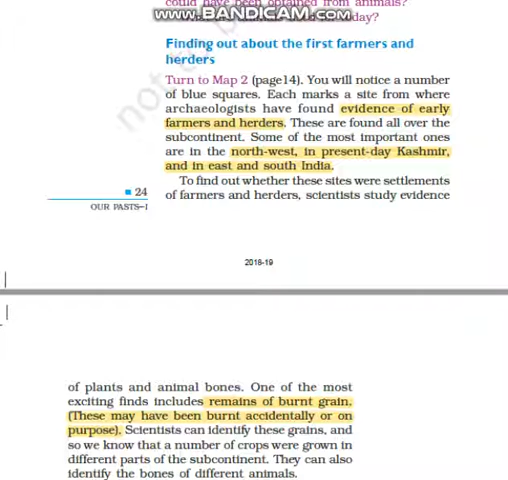 could have been obtained from animals?
WWW.BANDICAM.COM
today?
Finding out about the first farmers and
herders
Turn to Map 2 (page14). You will notice a number
of blue squares. Each marks a site from where
archaeologists have found evidence of early
farmers and herders. These are found all over the
subcontinent. Some of the most important ones
are in the north-west, in present-day Kashmir,
and in east and south India.
To find out whether these sites were settlements
of farmers and herders, scientists study evidence
24
OUR PASTS–I
2018-19
of plants and animal bones. One of the most
exciting finds includes remains of burnt grain.
(These may have been burnt accidentally or on
purpose). Scientists can identify these grains, and
so we know that a number of crops were grown in
different parts of the subcontinent. They can also
identify the bones of different animals.